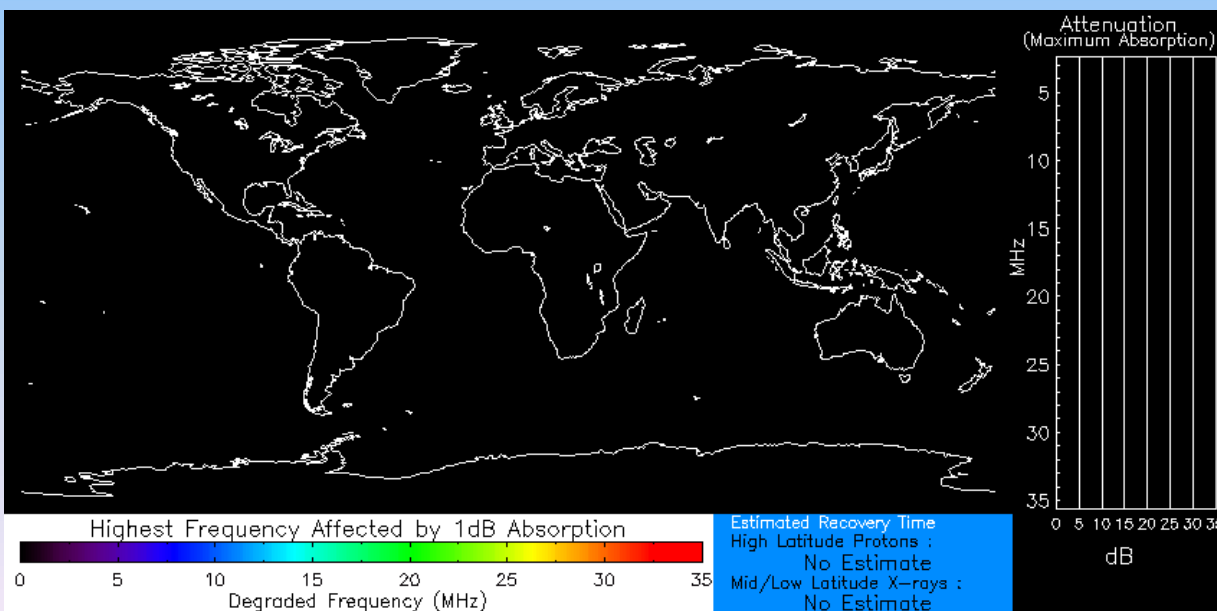 Attenuation
(Maximum Absorption)
5
10
15
20
25
30
35
MHz
0 5 10 15 20 25 30
dB
Highest Frequency Affected by 1dB Absorption
0 5 10 15 20 25 30 35
Degraded Frequency (MHz)
Estimated Recovery Time
High Latitude Protons :
No Estimate
Mid/Low Latitude X-rays :
No Estimate